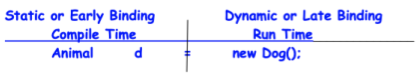 Static or Early Binding Dynamic or Late Binding
Compile Time Run Time
Animal d = new Dog();